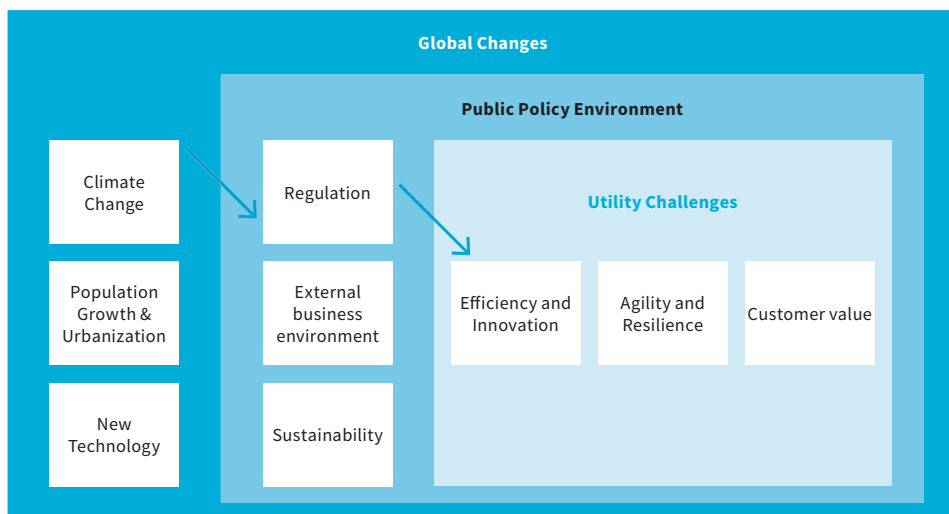 Global Changes
Public Policy Environment
Climate
Change
Population
Growth &
Urbanization
New
Technology
Regulation
External
business
environment
Sustainability
Utility Challenges
Efficiency and
Innovation
Agility and
Resilience
Customer value